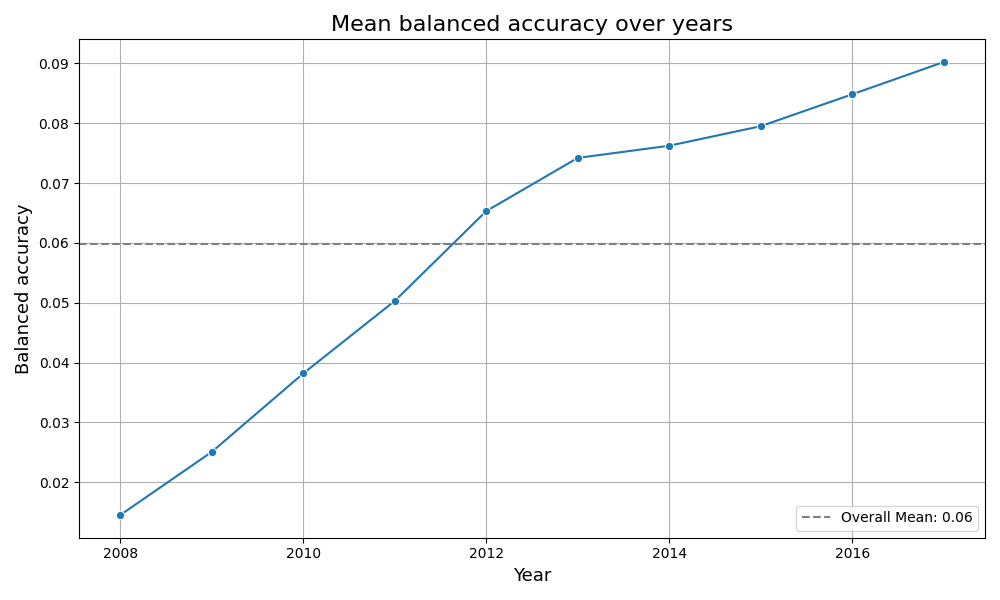 Mean balanced accuracy over years
Balanced accuracy
0.09
0.08
0.07
0.06
0.05
0.04
0.03
0.02
Overall Mean: 0.06
2008 2010 2012 2014 2016
Year